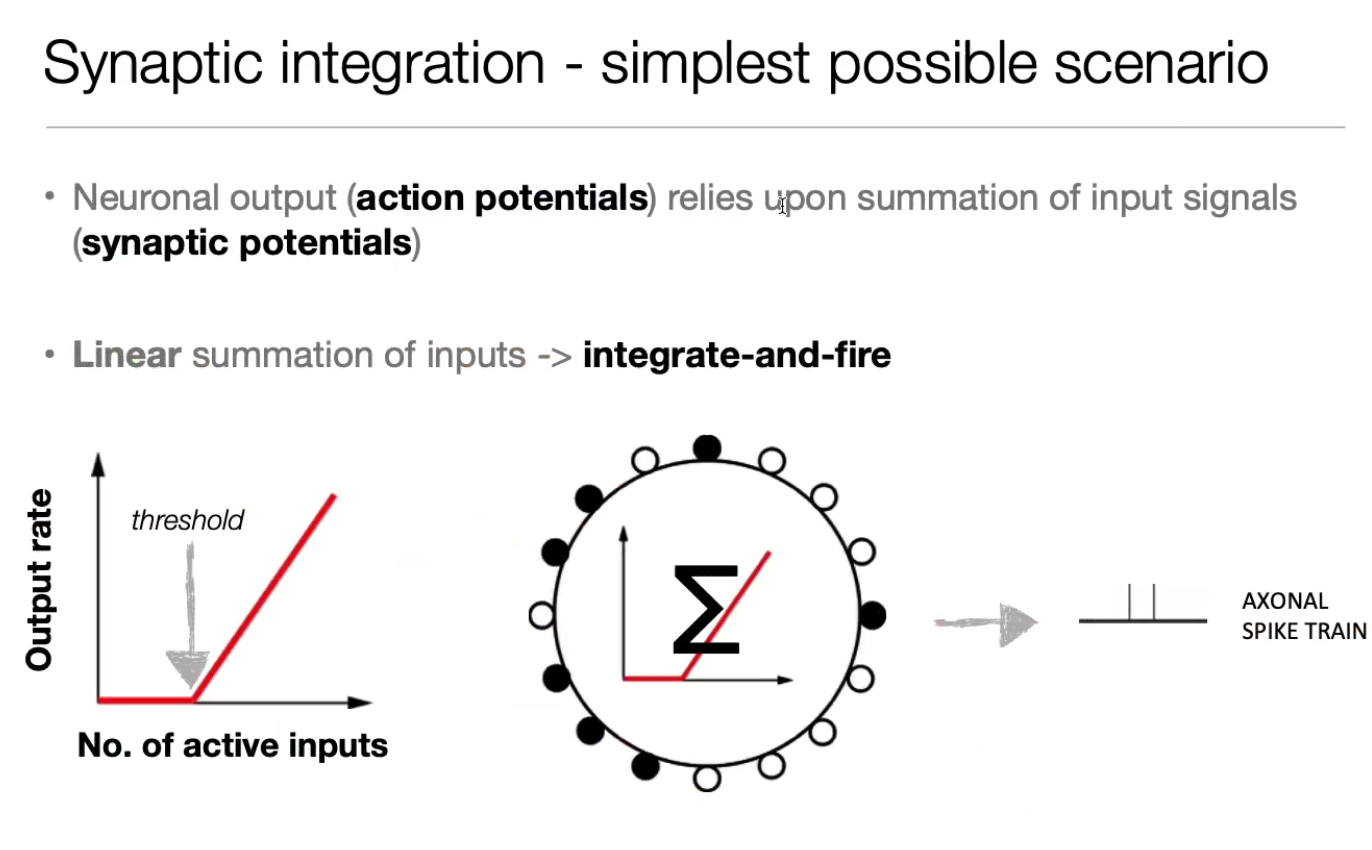 Synaptic integration - simplest possible scenario
• Neuronal output (action potentials) relies upon summation of input signals
(synaptic potentials)
• Linear summation of inputs -> integrate-and-fire
Output rate
threshold
No. of active inputs
Σ
AXONAL
SPIKE TRAIN